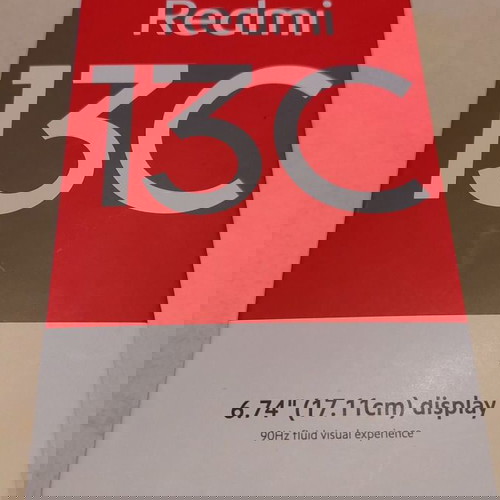 Redmi
13C
6.74" (17.11cm) display
90Hz fluid visual experience